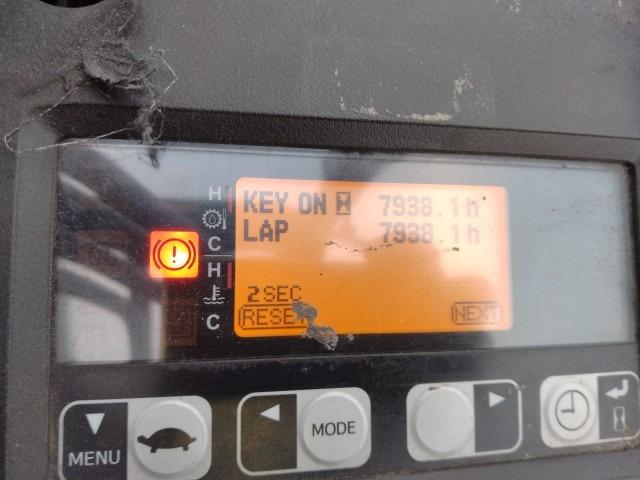 H
C
H
C
KEY ON 7938.1h
LAP 7938.1h
2SEC
RESET NEXT
MENU MODE